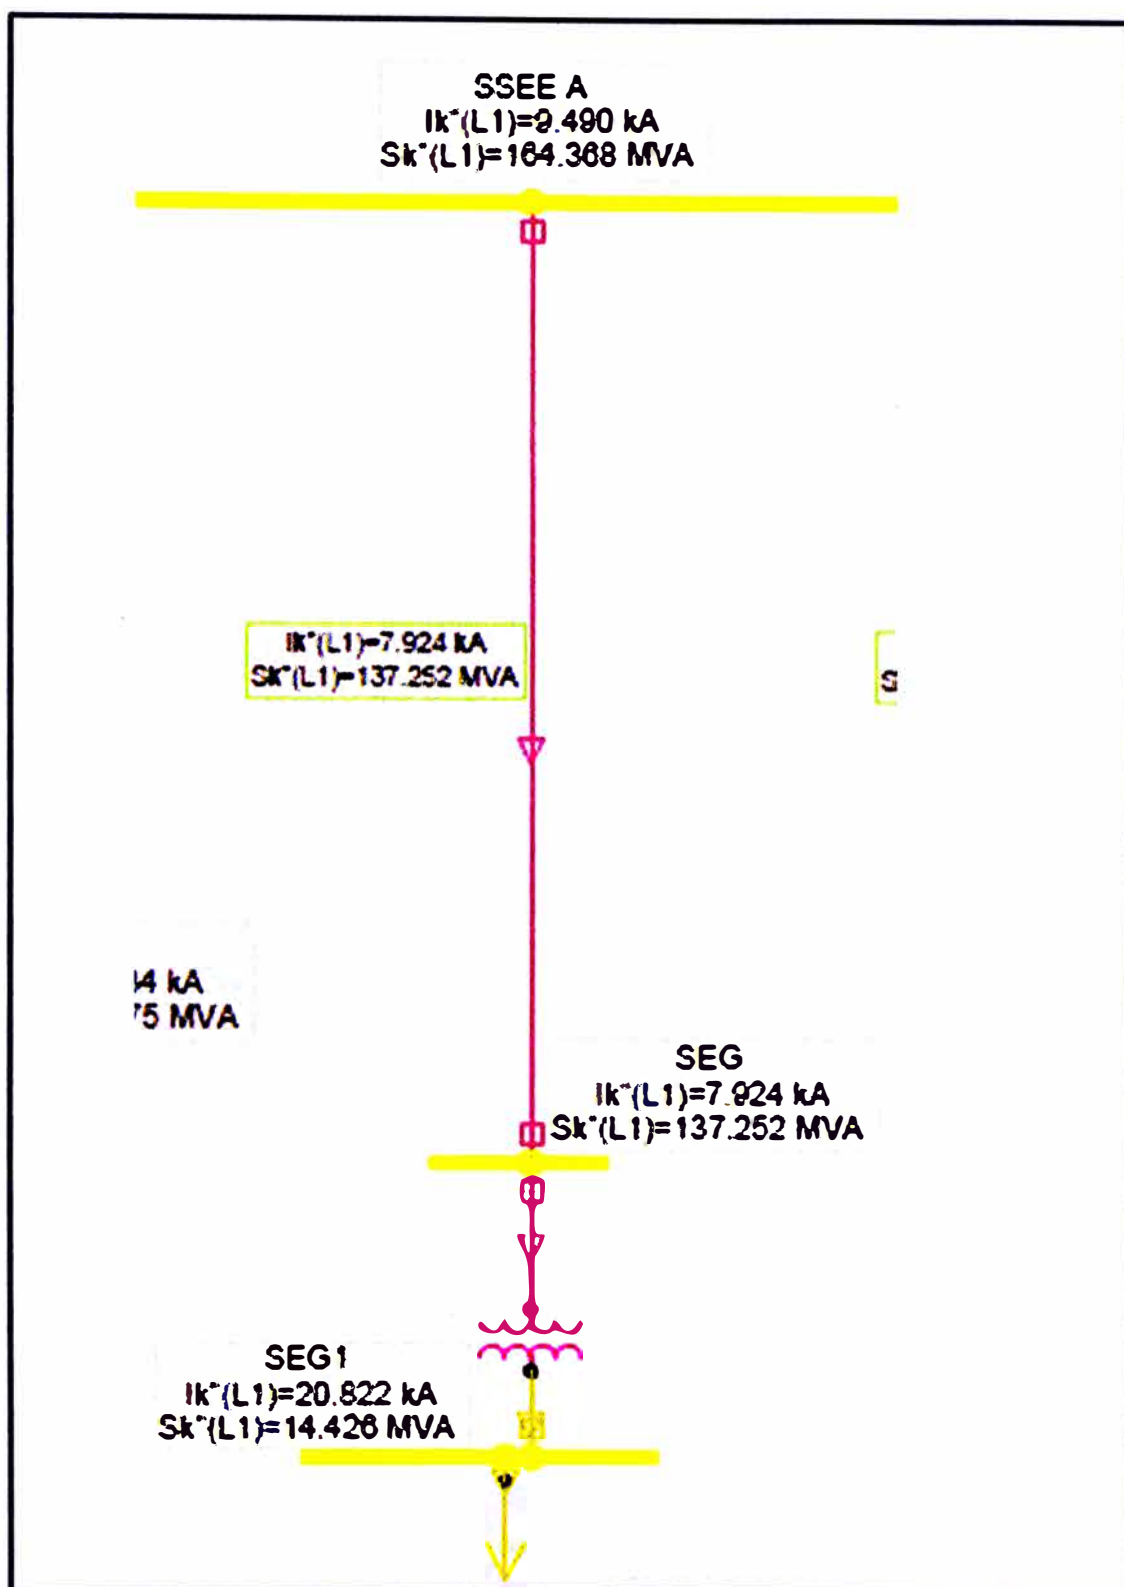 SSEE A
Ik"(L1)=9.490 kA
Sk"(L1)=164.368 MVA
Ik"(L1)=7.924 kA
Sk"(L1)=137.252 MVA
S
4 kA
75 MVA
SEG
Ik"(L1)=7.924 kA
Sk"(L1)=137.252 MVA
SEG1
Ik"(L1)=20.822 kA
Sk"(L1)=14.426 MVA